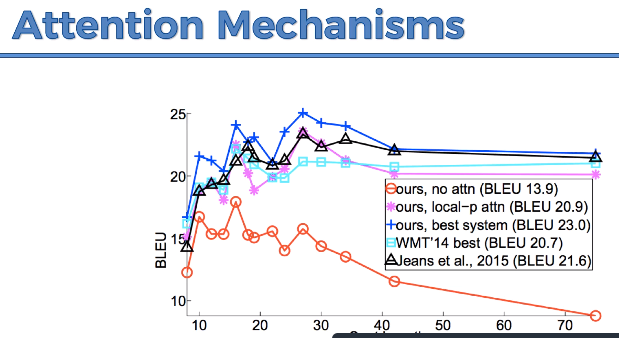 Attention Mechanisms
25
20
15
10
BLEU
ours, no attn (BLEU 13.9)
ours, local-p attn (BLEU 20.9)
ours, best system (BLEU 23.0)
WMT'14 best (BLEU 20.7)
Jeans et al., 2015 (BLEU 21.6)
10 20 30 40 50 60 70